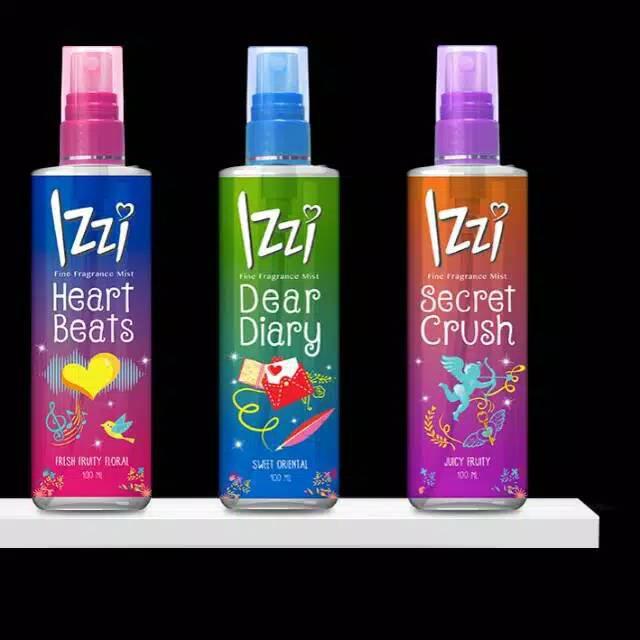 Izzi
Fine Fragrance Mist
Heart
Beats
FRESH FRUITY FLORAL
100 ML
Izzi
Fine Fragrance Mist
Dear
Diary
SWEET ORIENTAL
100 ML
Izzi
Fine Fragrance Mist
Secret
Crush
JUICY FRUITY
100 ML